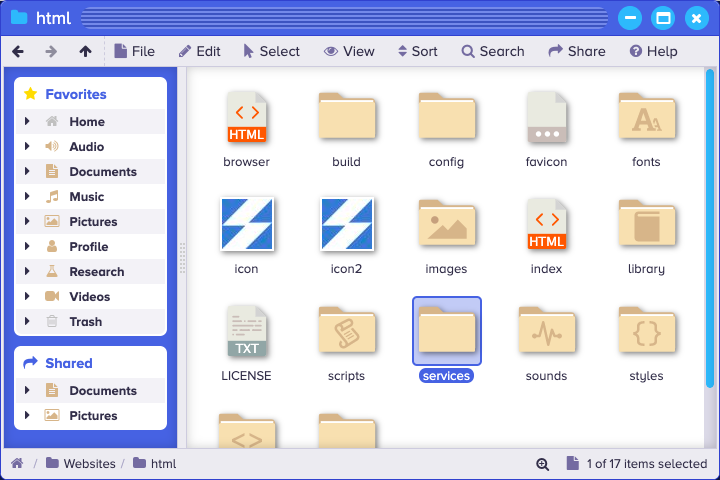 html
File Edit Select View Sort Search Share Help
Favorites
Home
Audio
Documents
Music
Pictures
Profile
Research
Videos
Trash
Shared
Documents
Pictures
HTML
browser build config favicon fonts
HTML
icon icon2 images index library
TXT
LICENSE scripts services sounds styles
/ Websites / html
1 of 17 items selected